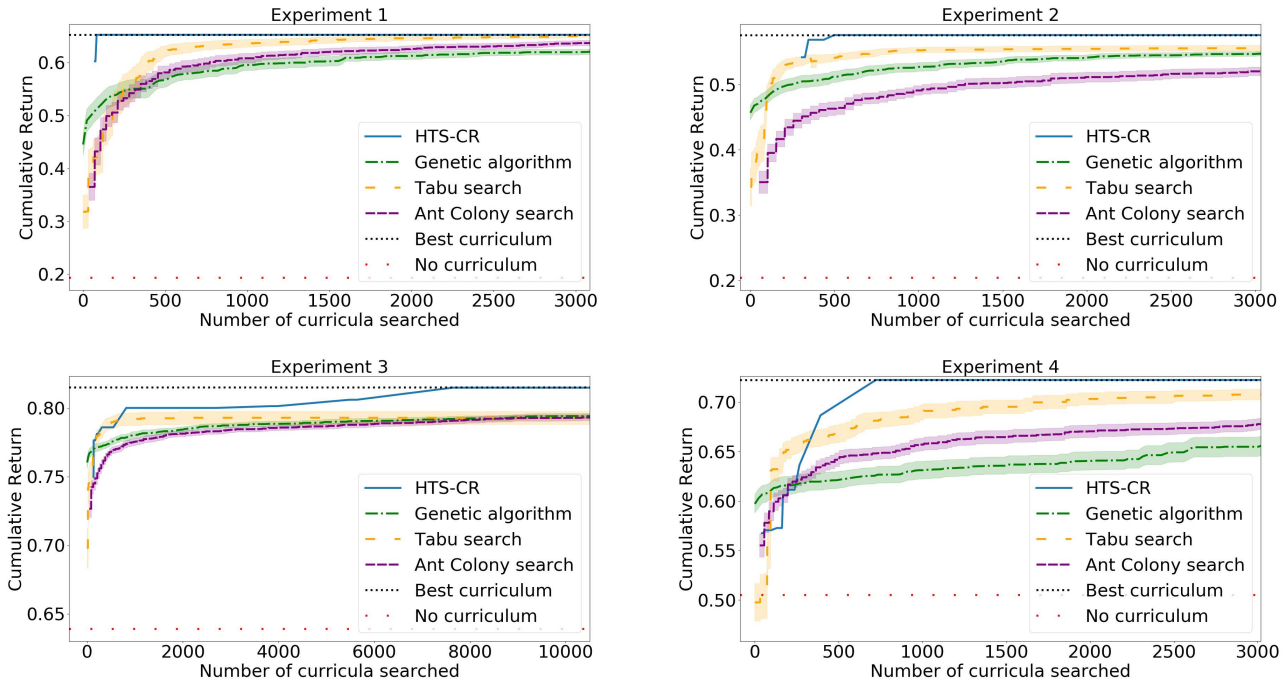 Experiment 1
Cumulative Return
0.6
0.5
0.4
0.3
0.2
HTS-CR
Genetic algorithm
Tabu search
Ant Colony search
Best curriculum
No curriculum
0 500 1000 1500 2000 2500 3000
Number of curricula searched
Experiment 2
Cumulative Return
0.5
0.4
0.3
0.2
HTS-CR
Genetic algorithm
Tabu search
Ant Colony search
Best curriculum
No curriculum
0 500 1000 1500 2000 2500 3000
Number of curricula searched
Experiment 3
Cumulative Return
0.80
0.75
0.70
0.65
HTS-CR
Genetic algorithm
Tabu search
Ant Colony search
Best curriculum
No curriculum
0 2000 4000 6000 8000 10000
Number of curricula searched
Experiment 4
Cumulative Return
0.70
0.65
0.60
0.55
0.50
HTS-CR
Genetic algorithm
Tabu search
Ant Colony search
Best curriculum
No curriculum
0 500 1000 1500 2000 2500 3000
Number of curricula searched